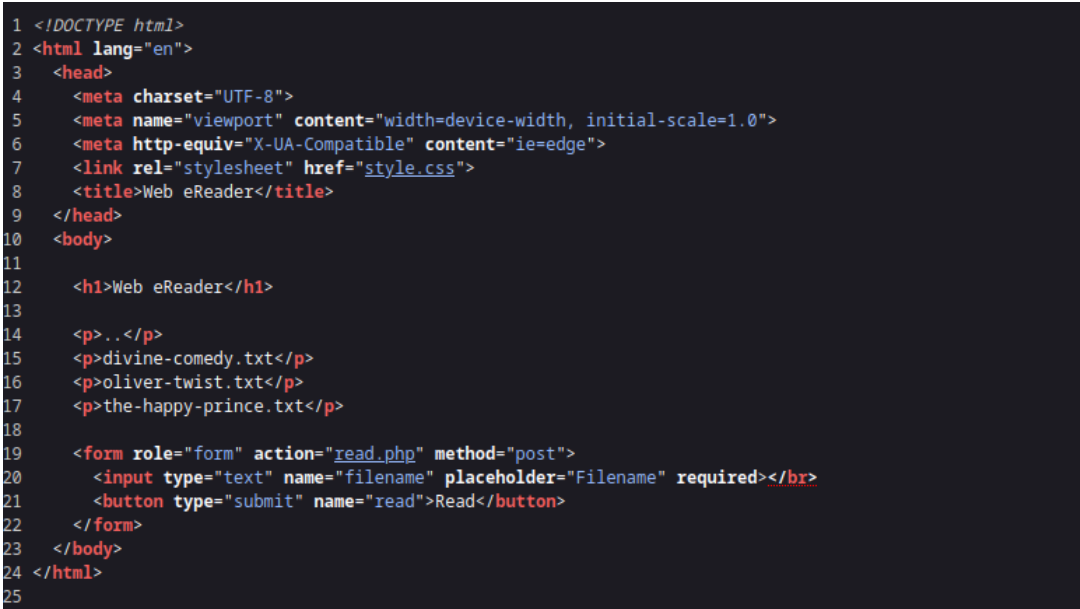 1 <!DOCTYPE html>
2 <html lang="en">
3   <head>
4     <meta charset="UTF-8">
5     <meta name="viewport" content="width=device-width, initial-scale=1.0">
6     <meta http-equiv="X-UA-Compatible" content="ie=edge">
7     <link rel="stylesheet" href="style.css">
8     <title>Web eReader</title>
9   </head>
10   <body>
11
12     <h1>Web eReader</h1>
13
14     <p>..</p>
15     <p>divine-comedy.txt</p>
16     <p>oliver-twist.txt</p>
17     <p>the-happy-prince.txt</p>
18
19     <form role="form" action="read.php" method="post">
20       <input type="text" name="filename" placeholder="Filename" required></br>
21       <button type="submit" name="read">Read</button>
22     </form>
23   </body>
24 </html>
25